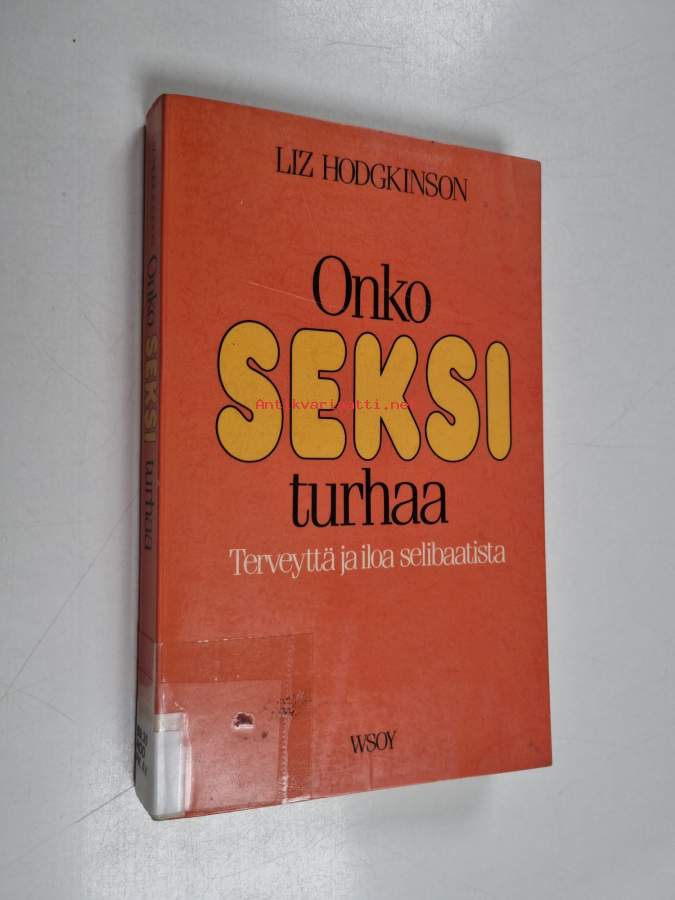 LIZ HODGKINSON
Onko
SEKSI
Antikvariaatti.net
turhaa
Terveyttä ja iloa selibaatista
WSOY
Onko SEKSI turhaa